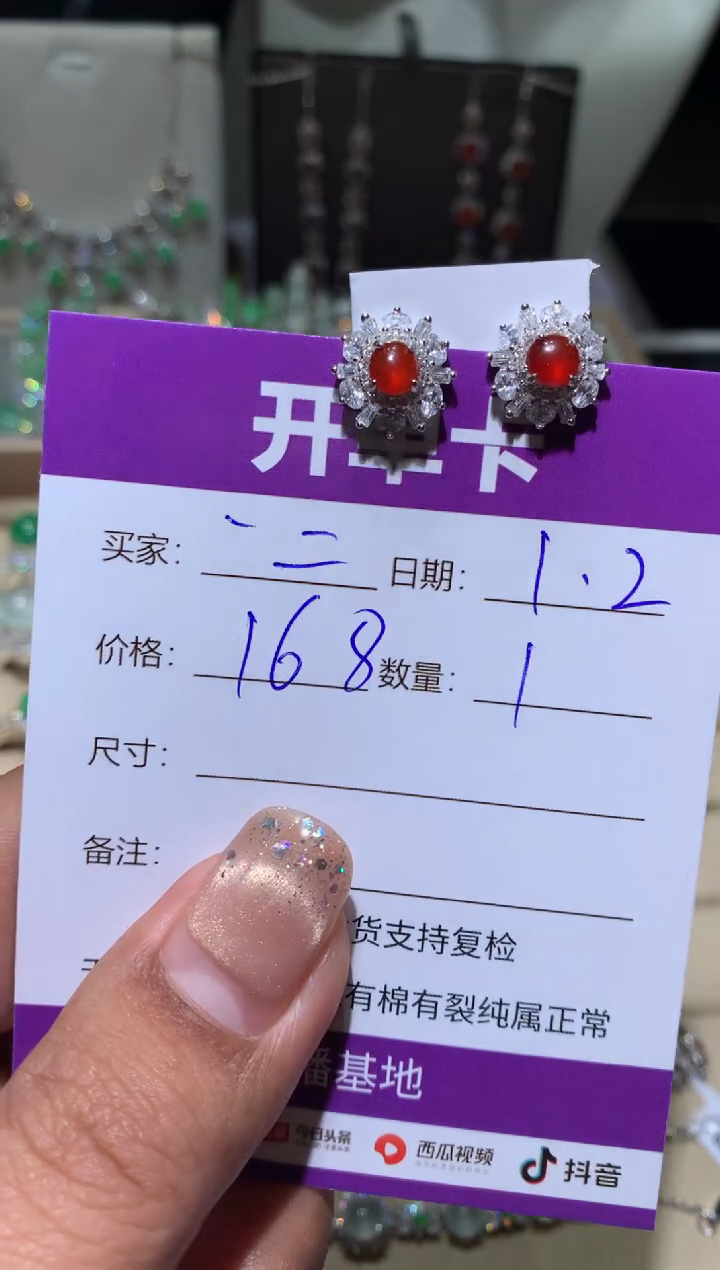 开单卡
买家： 一二 日期： 1.2
价格： 168 数量： 1
尺寸：
备注：
货支持复检
有棉有裂纯属正常
播基地
今日头条 西瓜视频 抖音